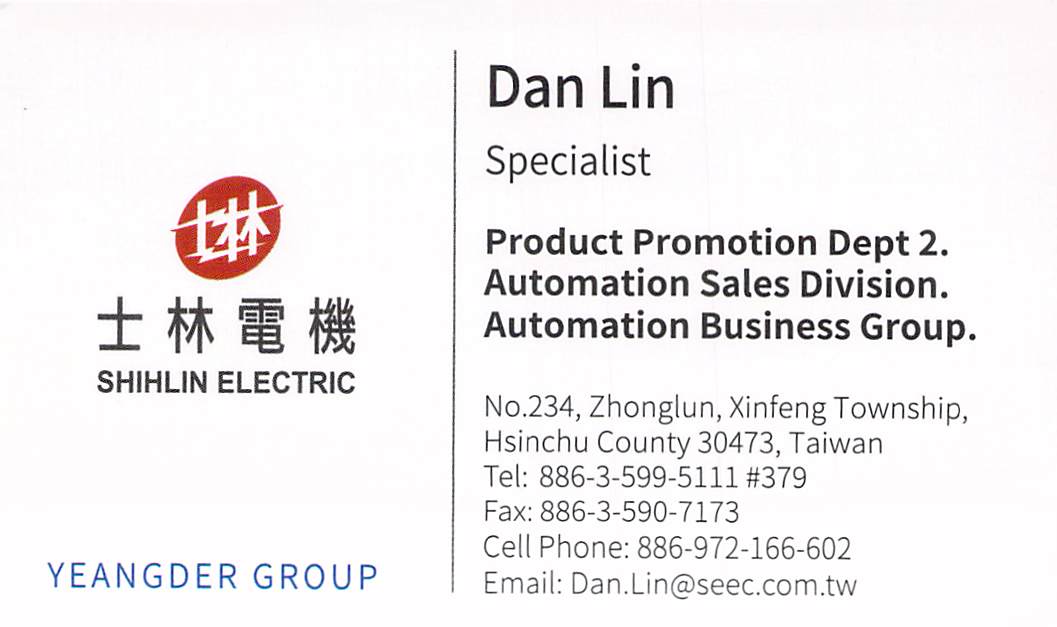 士林電機
SHIHLIN ELECTRIC
YEANGDER GROUP
Dan Lin
Specialist
Product Promotion Dept 2.
Automation Sales Division.
Automation Business Group.
No.234, Zhonglun, Xinfeng Township,
Hsinchu County 30473, Taiwan
Tel: 886-3-599-5111 #379
Fax: 886-3-590-7173
Cell Phone: 886-972-166-602
Email: Dan.Lin@seec.com.tw